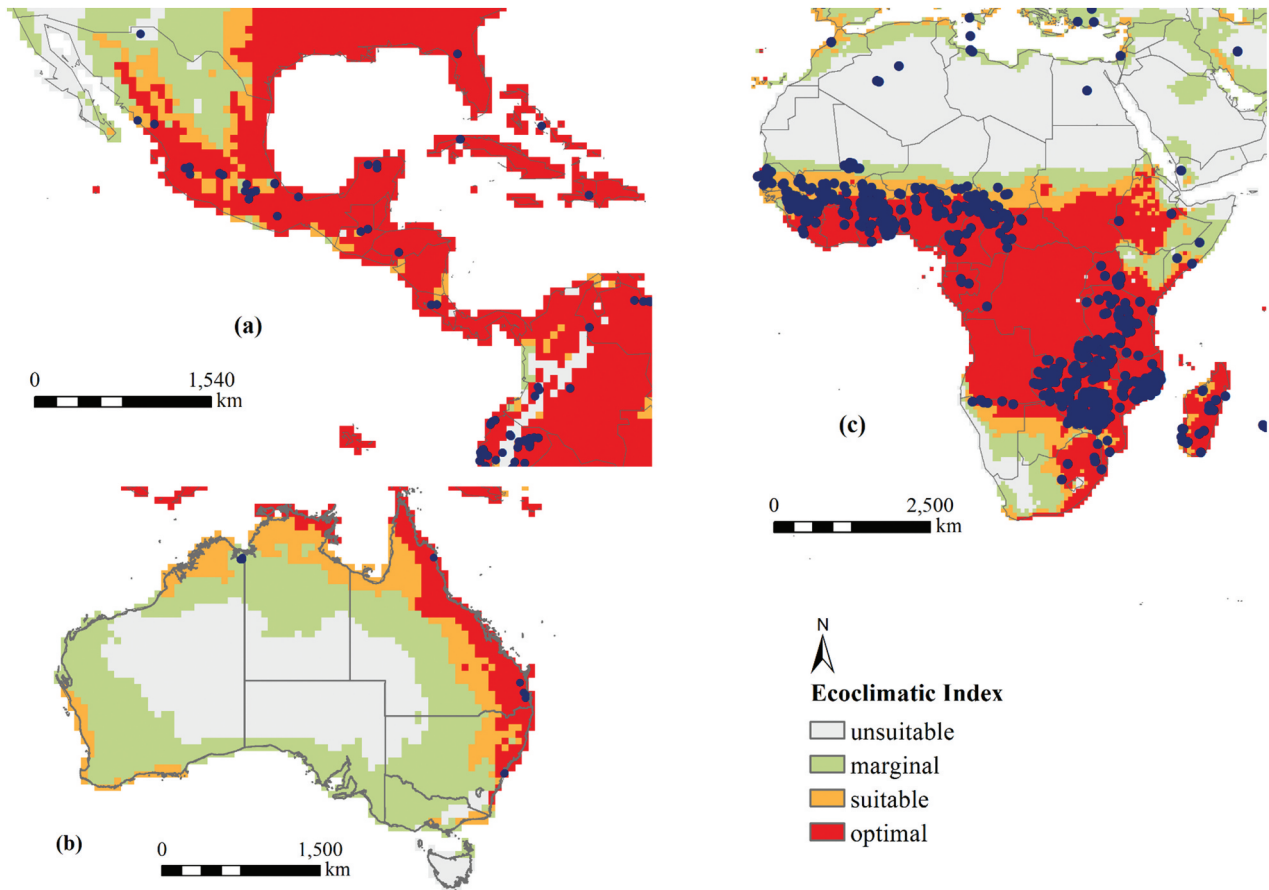 (a)
0 1,540
km
(b)
0 1,500
km
(c)
0 2,500
km
N
Ecoclimatic Index
unsuitable
marginal
suitable
optimal